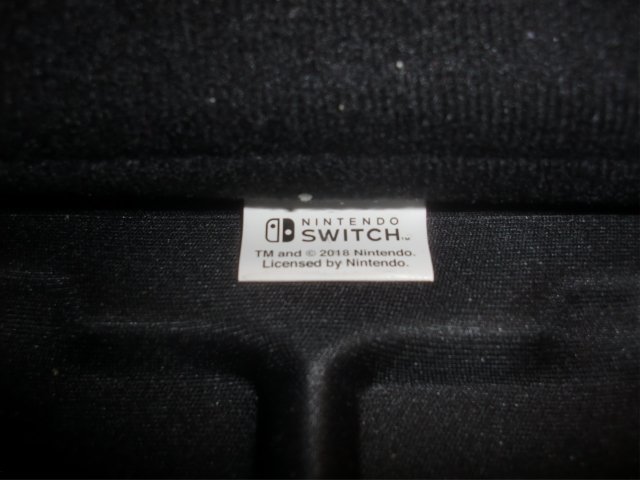 NINTENDO
SWITCH™
TM and © 2018 Nintendo.
Licensed by Nintendo.